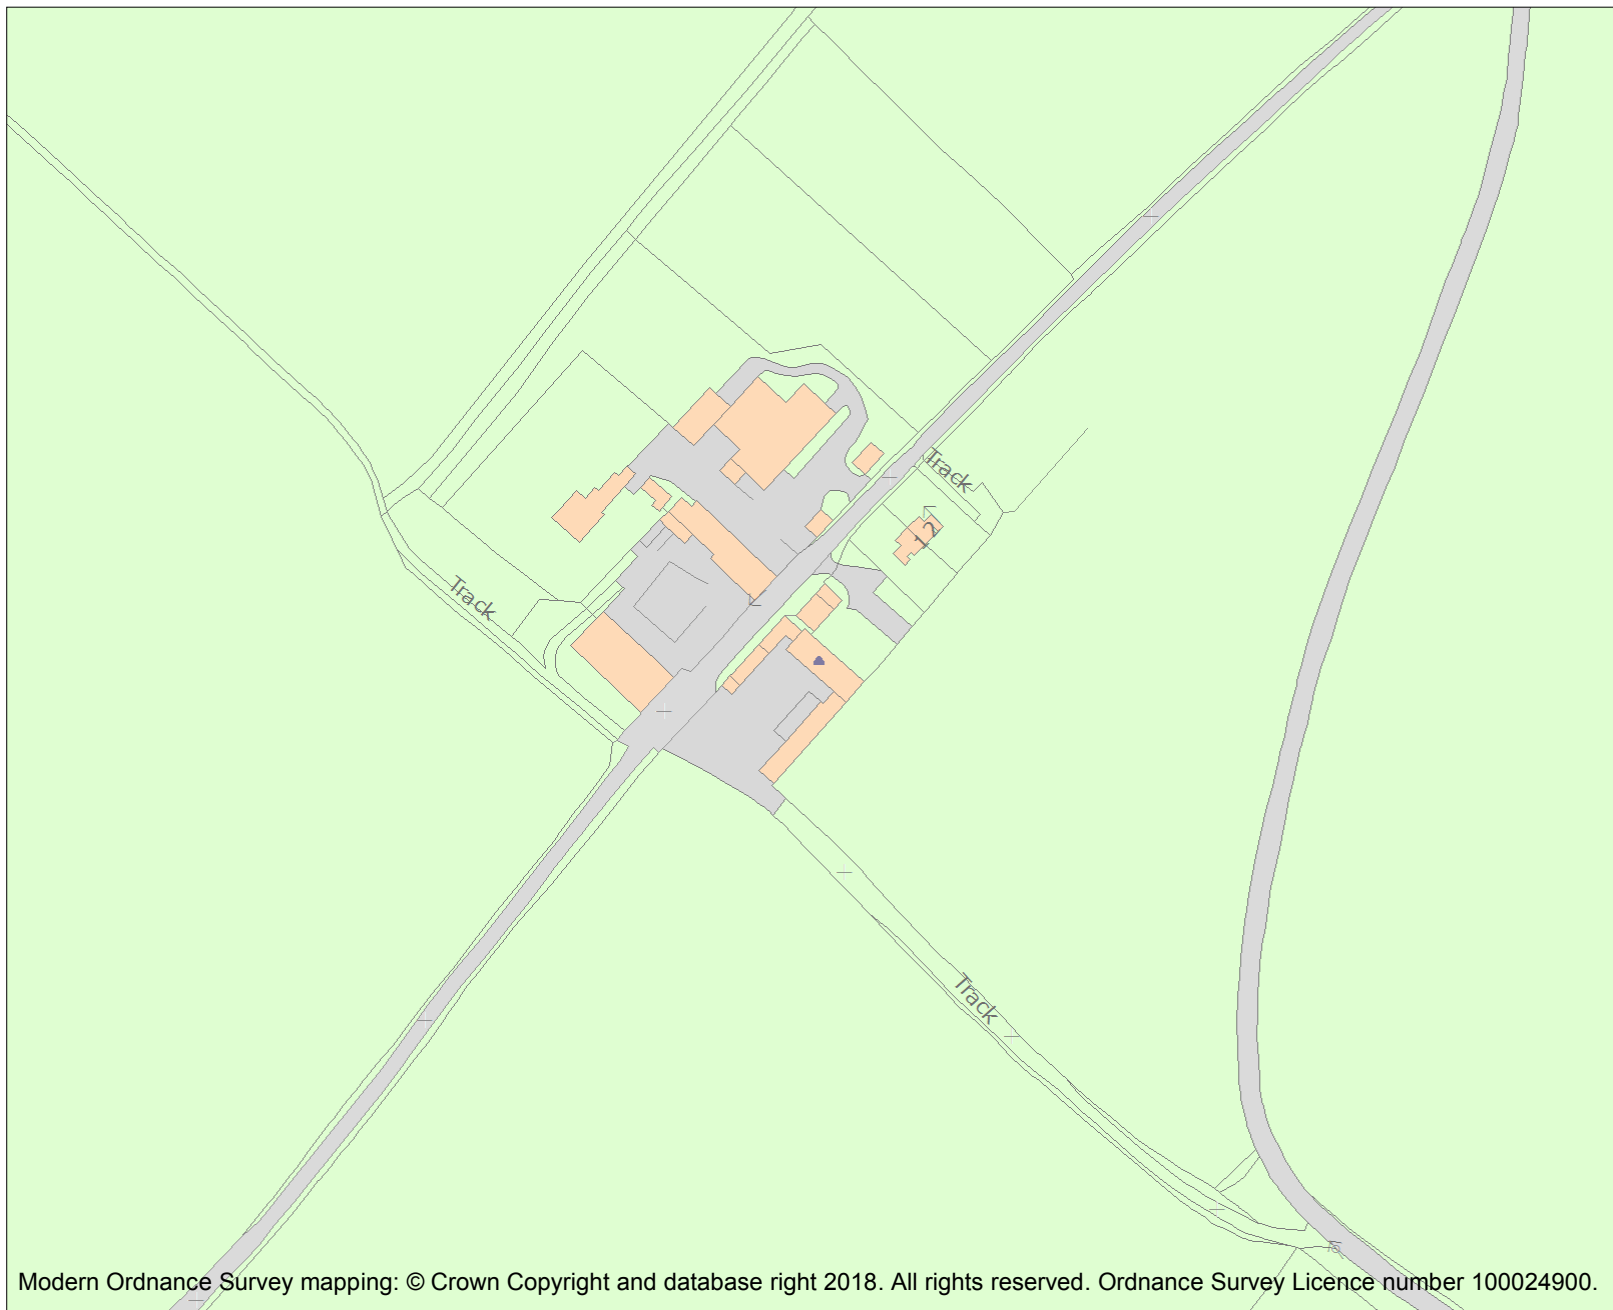 Track
1
2
Track
Track
Modern Ordnance Survey mapping: © Crown Copyright and database right 2018. All rights reserved. Ordnance Survey Licence number 100024900.